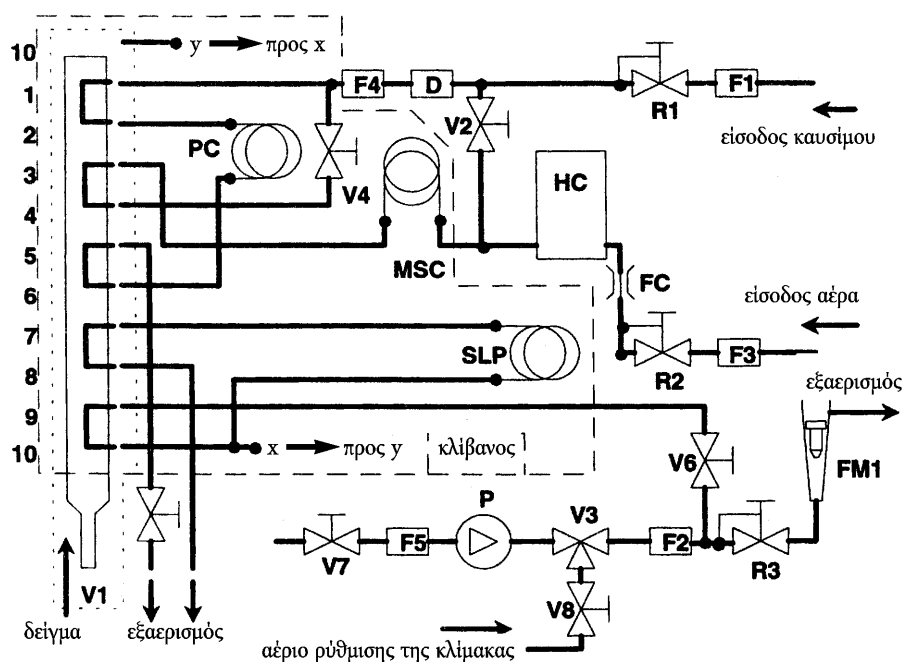 10
y → προς x
1
F4
D
R1
F1
είσοδος καυσίμου
2
PC
V2
3
V4
HC
4
5
MSC
FC
6
είσοδος αέρα
7
SLP
R2
F3
8
εξαερισμός
9
10
x → προς y
κλίβανος
V6
FM1
P
V3
F5
F2
V7
R3
V1
V8
δείγμα
εξαερισμός
αέριο ρύθμισης της κλίμακας